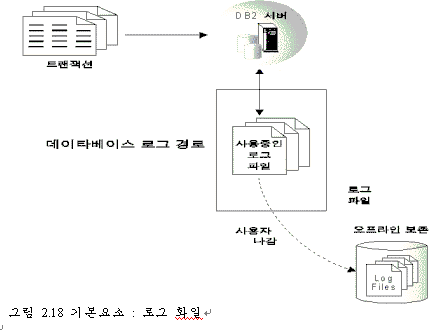 DB2 서버
트랜잭션
데이타베이스 로그 경로
사용중인
로그
파일
로그
파일
사용자
나감
오프라인 보존
Log
Files
그림 2.18 기본요소 : 로그 화일